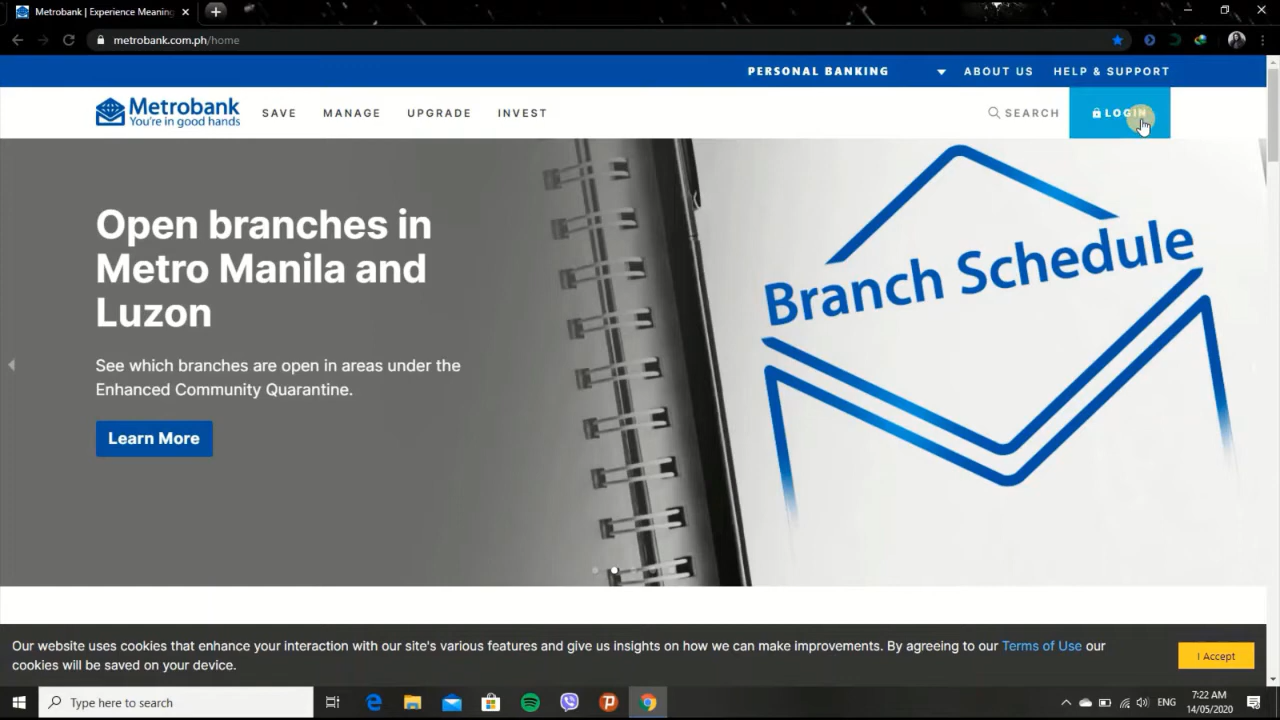 Metrobank | Experience Meaning
metrobank.com.ph/home
PERSONAL BANKING ABOUT US HELP & SUPPORT
Metrobank
You're in good hands
SAVE MANAGE UPGRADE INVEST SEARCH LOGIN
Open branches in
Metro Manila and
Luzon
Branch Schedule
See which branches are open in areas under the
Enhanced Community Quarantine.
Learn More
Our website uses cookies that enhance your interaction with our site's various features and give us insights on how we can make improvements. By agreeing to our Terms of Use our
cookies will be saved on your device.
I Accept
Type here to search
ENG
7:22 AM
14/05/2020